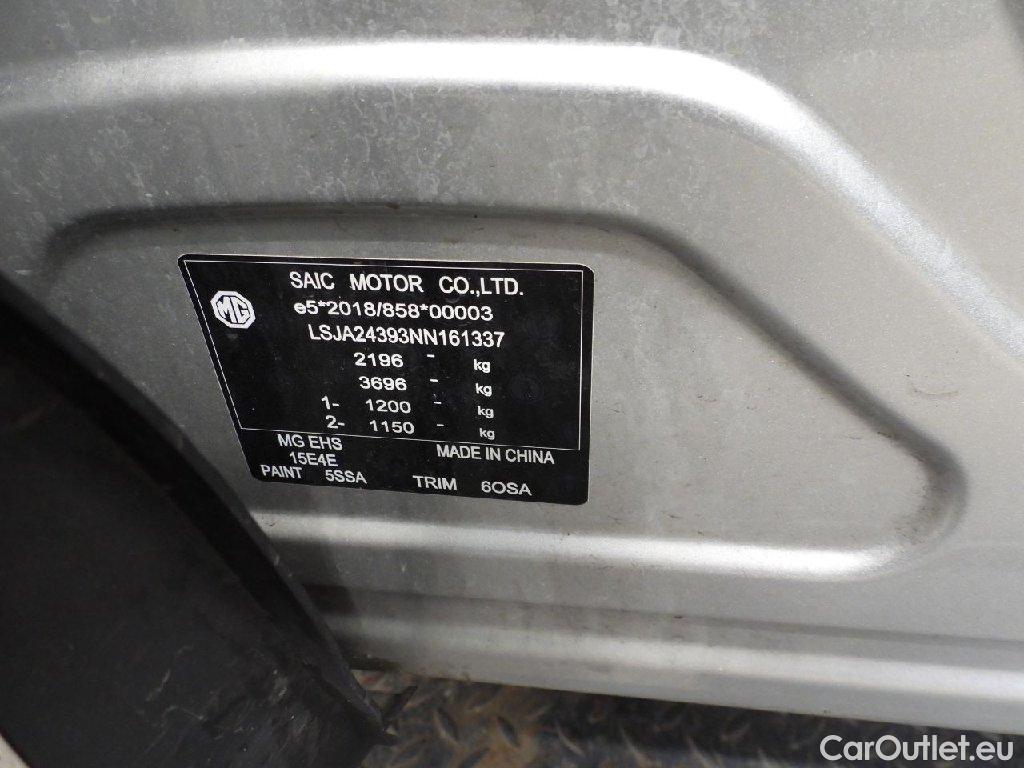 SAIC MOTOR CO.,LTD.
MG
e5*2018/858*00003
LSJA24393NN161337
2196 - kg
3696 - kg
1- 1200 - kg
2- 1150 - kg
MG EHS MADE IN CHINA
15E4E
PAINT 5SSA TRIM 6OSA
CarOutlet.eu